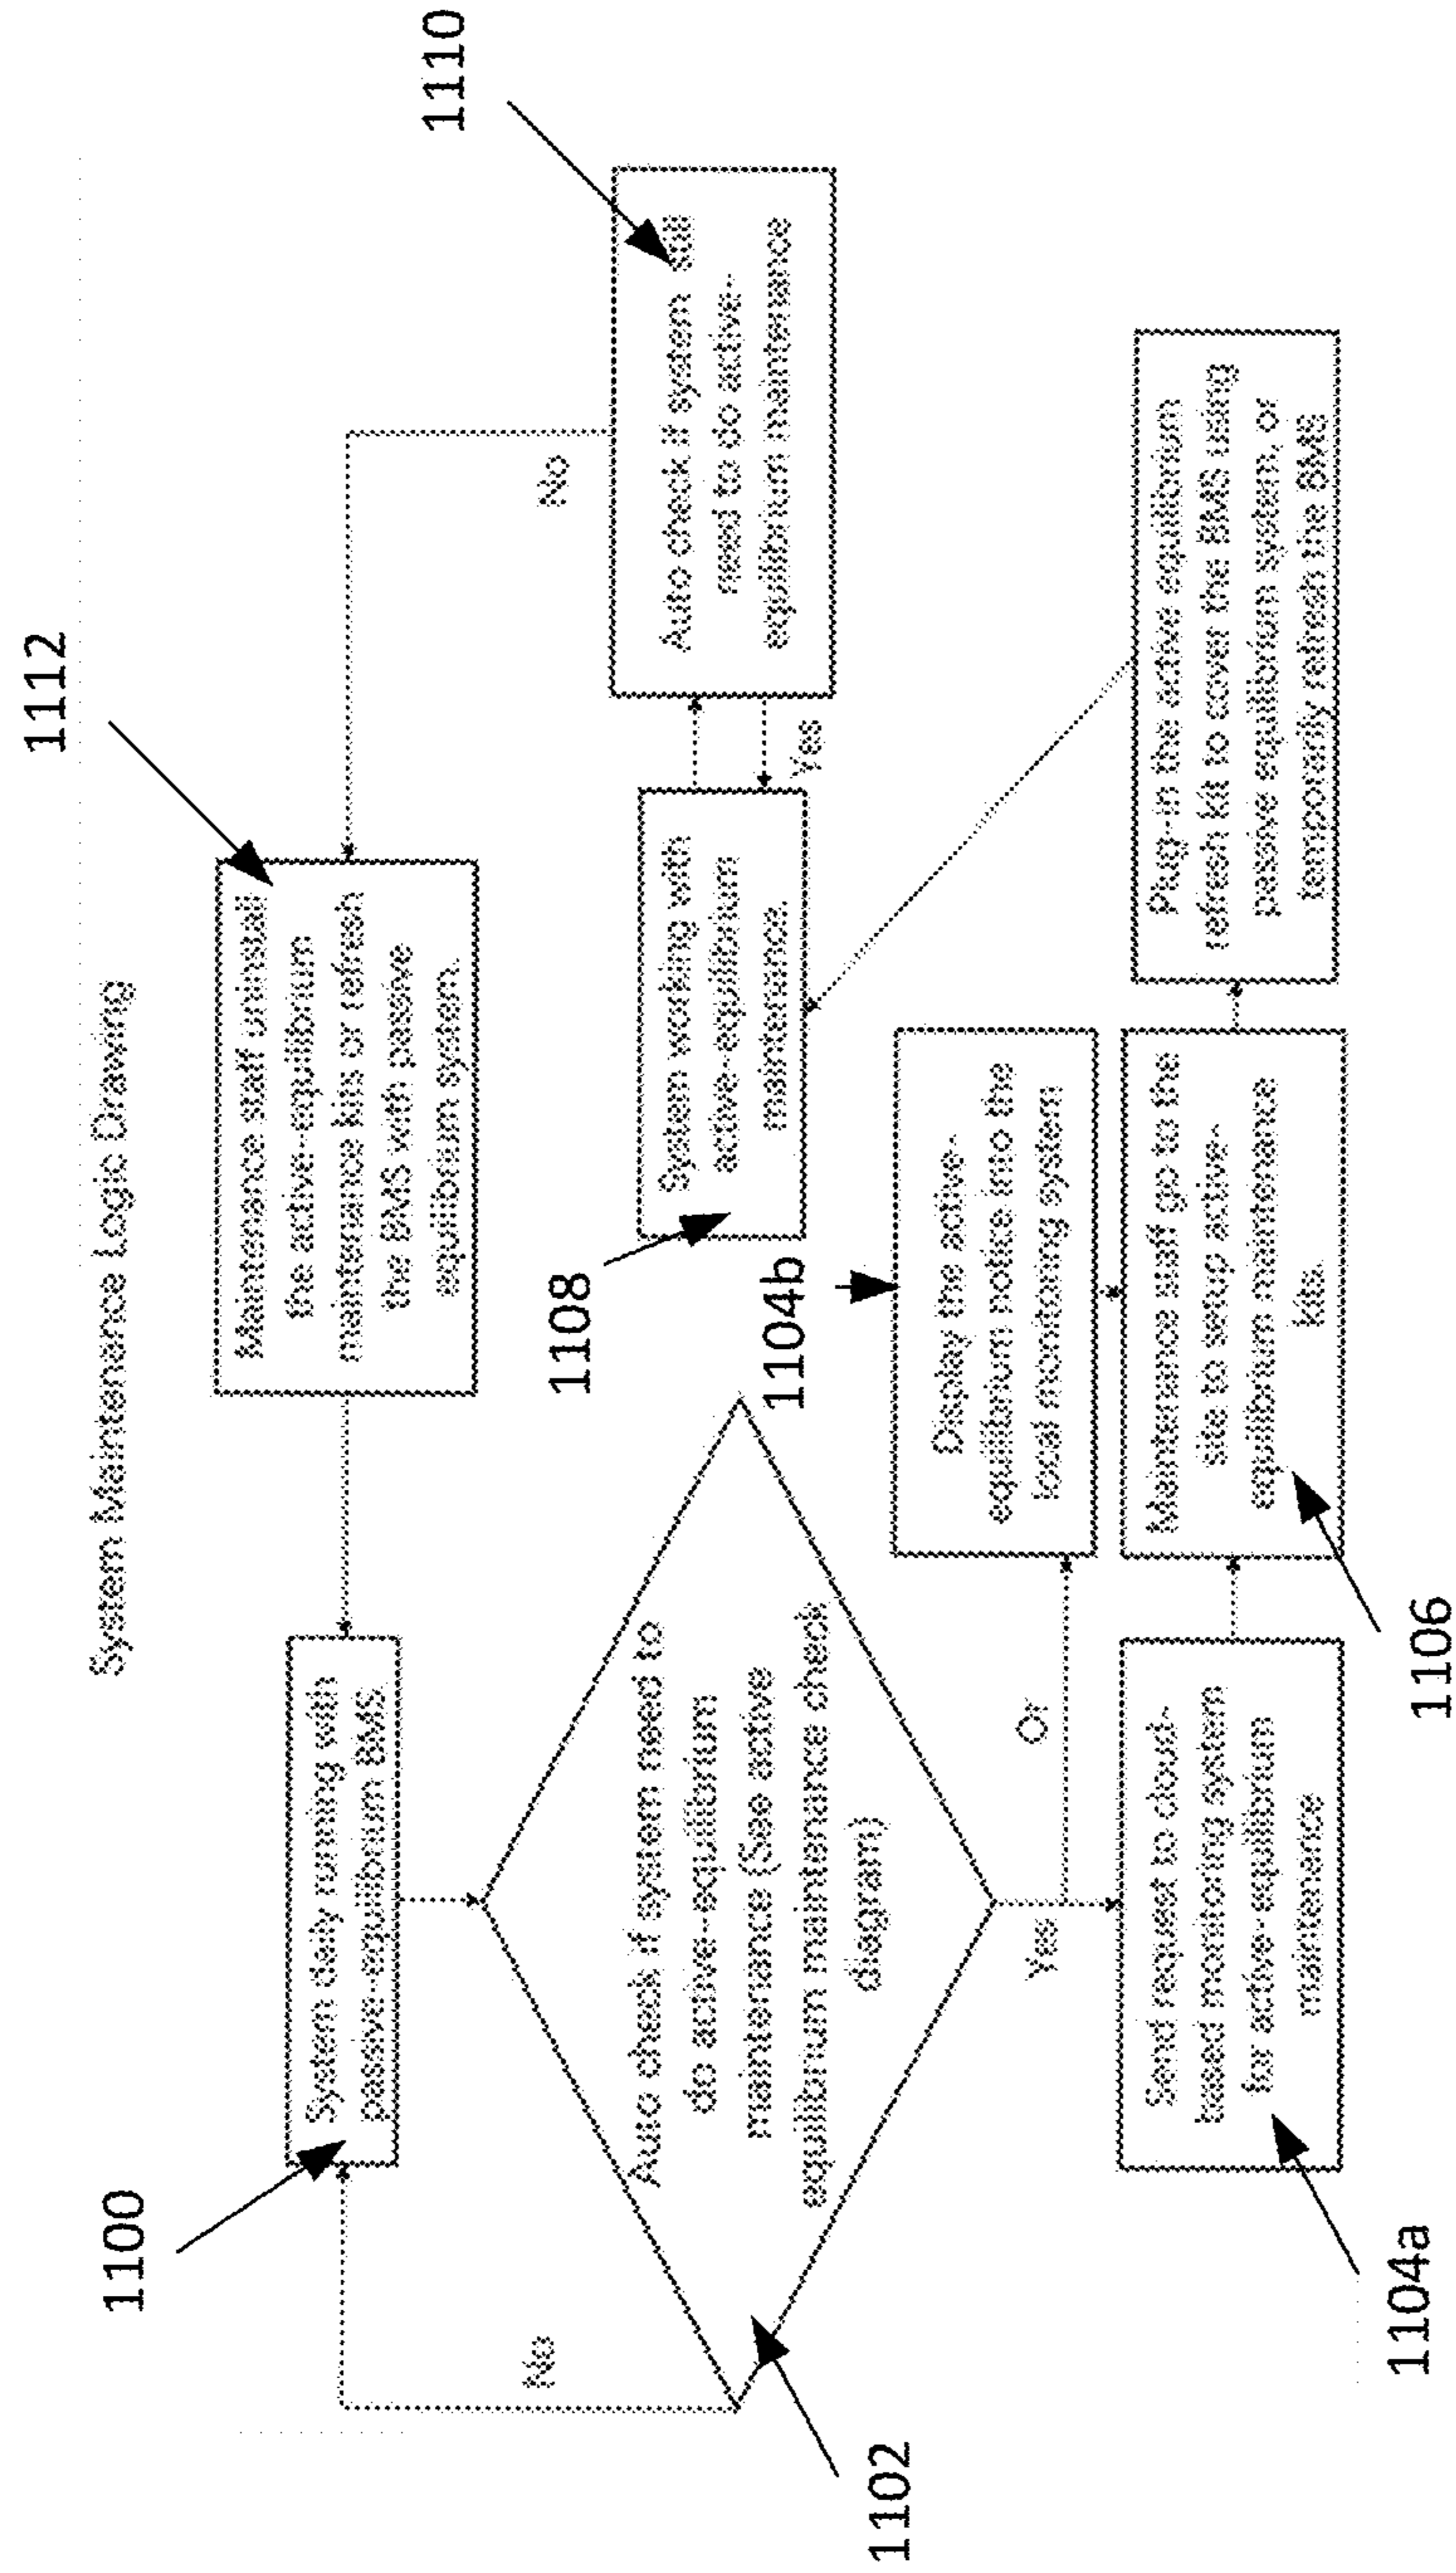 System Maintenance Logic Drawing
1100
System daily running with
passive-equilibrium BMS.
1112
Maintenance staff uninstall
the active-equilibrium
maintenance kits or refresh
the BMS with passive
equilibrium system.
No
No
1102
Auto check if system need to
do active-equilibrium
maintenance (See active
equilibrium maintenance check
diagram)
1108
System working with
active-equilibrium
maintenance.
Yes
1110
Auto check if system still
need to do active-
equilibrium maintenance
Yes
Or
1104b
Display the active-
equilibrium notice into the
local monitoring system
1104a
Send request to cloud-
based monitoring system
for active-equilibrium
maintenance
1106
Maintenance staff go to the
site to setup active-
equilibrium maintenance
kits.
Plug-in the active equilibrium
refresh kit to cover the BMS using
passive equilibrium system, or
temporarily refresh the BMS